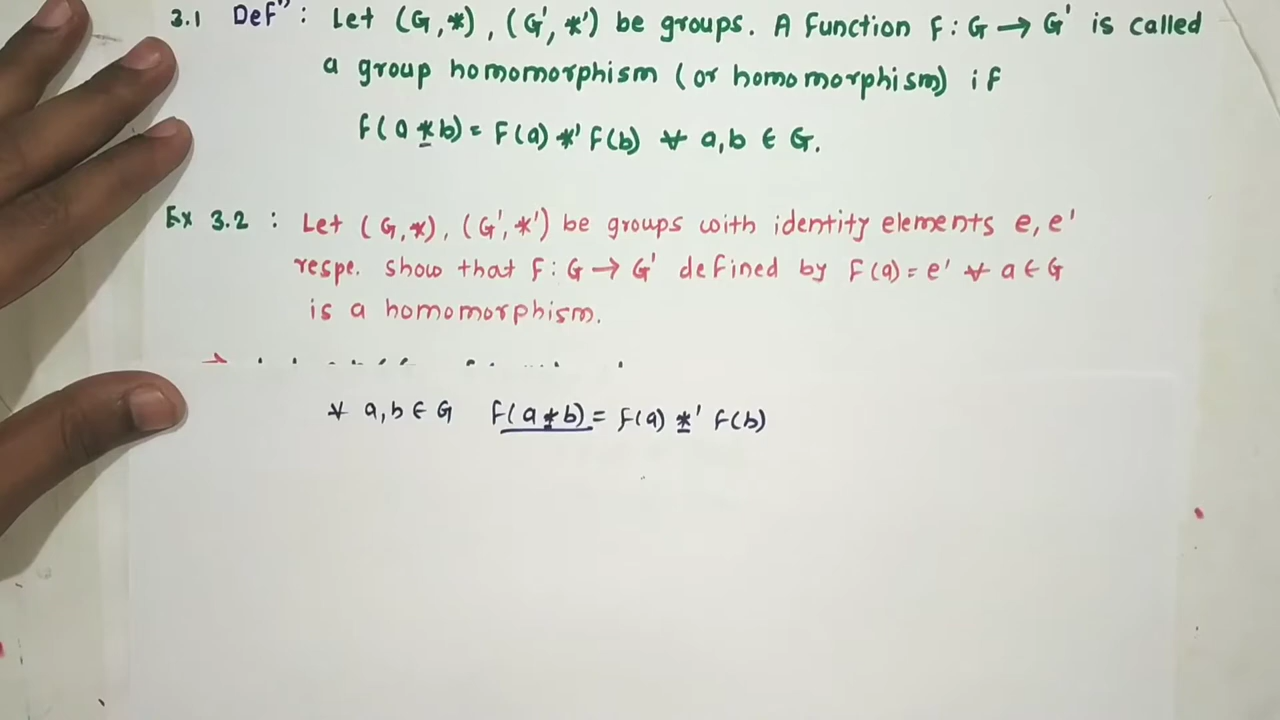 3.1 Defⁿ : Let (G,*), (G',*') be groups. A function F : G → G' is called
a group homomorphism (or homomorphism) if
F(a * b) = F(a) *' F(b) ∀ a,b ∈ G.
Ex 3.2 : Let (G,*), (G',*') be groups with identity elements e, e'
respe. show that F : G → G' defined by F(a) = e' ∀ a ∈ G
is a homomorphism.
∀ a,b ∈ G F(a * b) = F(a) *' F(b)